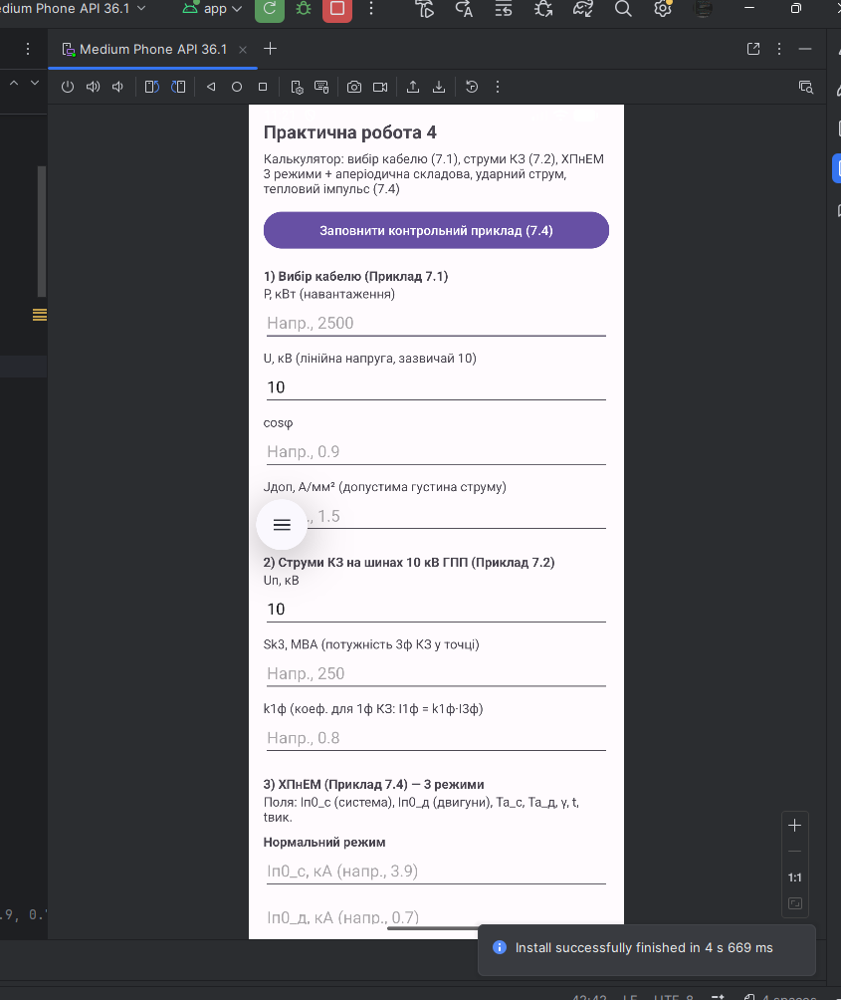 edium Phone API 36.1
app
Medium Phone API 36.1
1:1
Практична робота 4
Калькулятор: вибір кабелю (7.1), струми КЗ (7.2), ХПнЕМ
3 режими + аперіодична складова, ударний струм,
тепловий імпульс (7.4)
Заповнити контрольний приклад (7.4)
1) Вибір кабелю (Приклад 7.1)
P, кВт (навантаження)
Напр., 2500
U, кВ (лінійна напруга, зазвичай 10)
10
cosφ
Напр., 0.9
Jдоп, А/мм² (допустима густина струму)
., 1.5
2) Струми КЗ на шинах 10 кВ ГПП (Приклад 7.2)
Uп, кВ
10
Sk3, МВА (потужність 3ф КЗ у точці)
Напр., 250
k1ф (коеф. для 1ф КЗ: I1ф = k1ф·I3ф)
Напр., 0.8
3) ХПнЕМ (Приклад 7.4) — 3 режими
Поля: Iп0_с (система), Iп0_д (двигуни), Ta_с, Ta_д, γ, t,
tвик.
Нормальний режим
Iп0_с, кА (напр., 3.9)
Iп0_д, кА (напр., 0.7)
.9, 0.
Install successfully finished in 4 s 669 ms